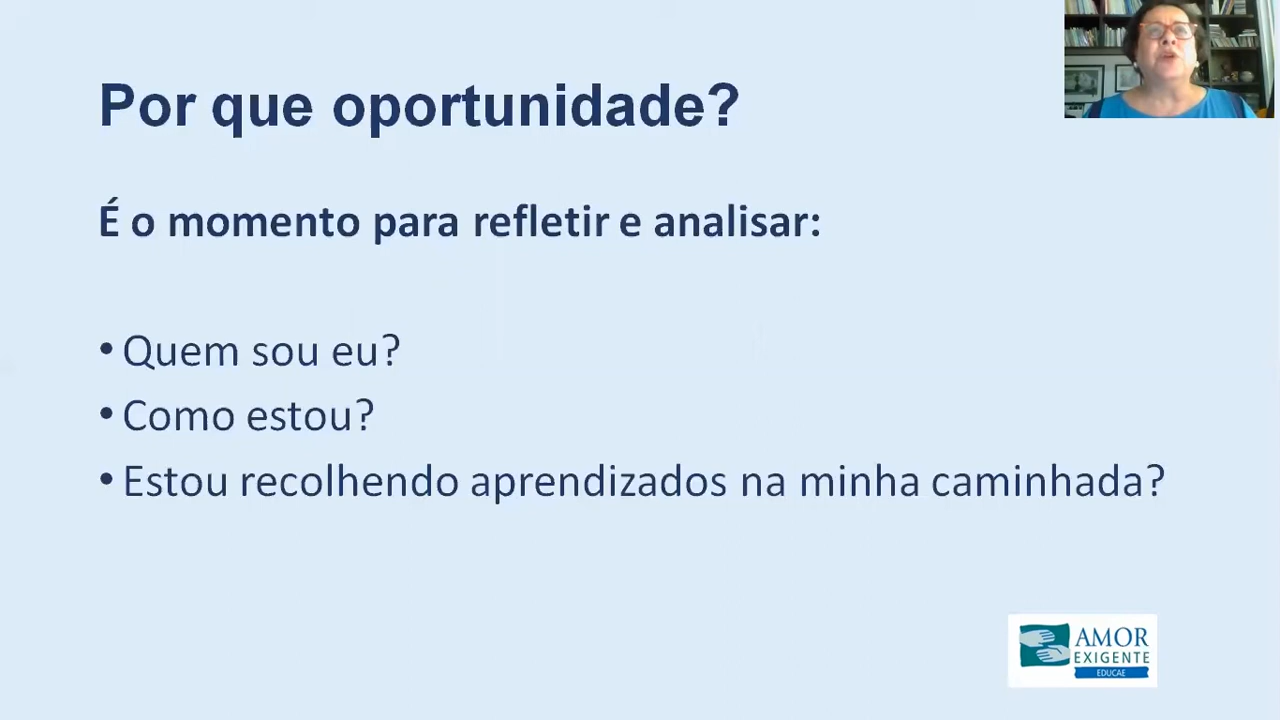 Por que oportunidade?
É o momento para refletir e analisar:
• Quem sou eu?
• Como estou?
• Estou recolhendo aprendizados na minha caminhada?
AMOR
EXIGENTE
EDUCAE